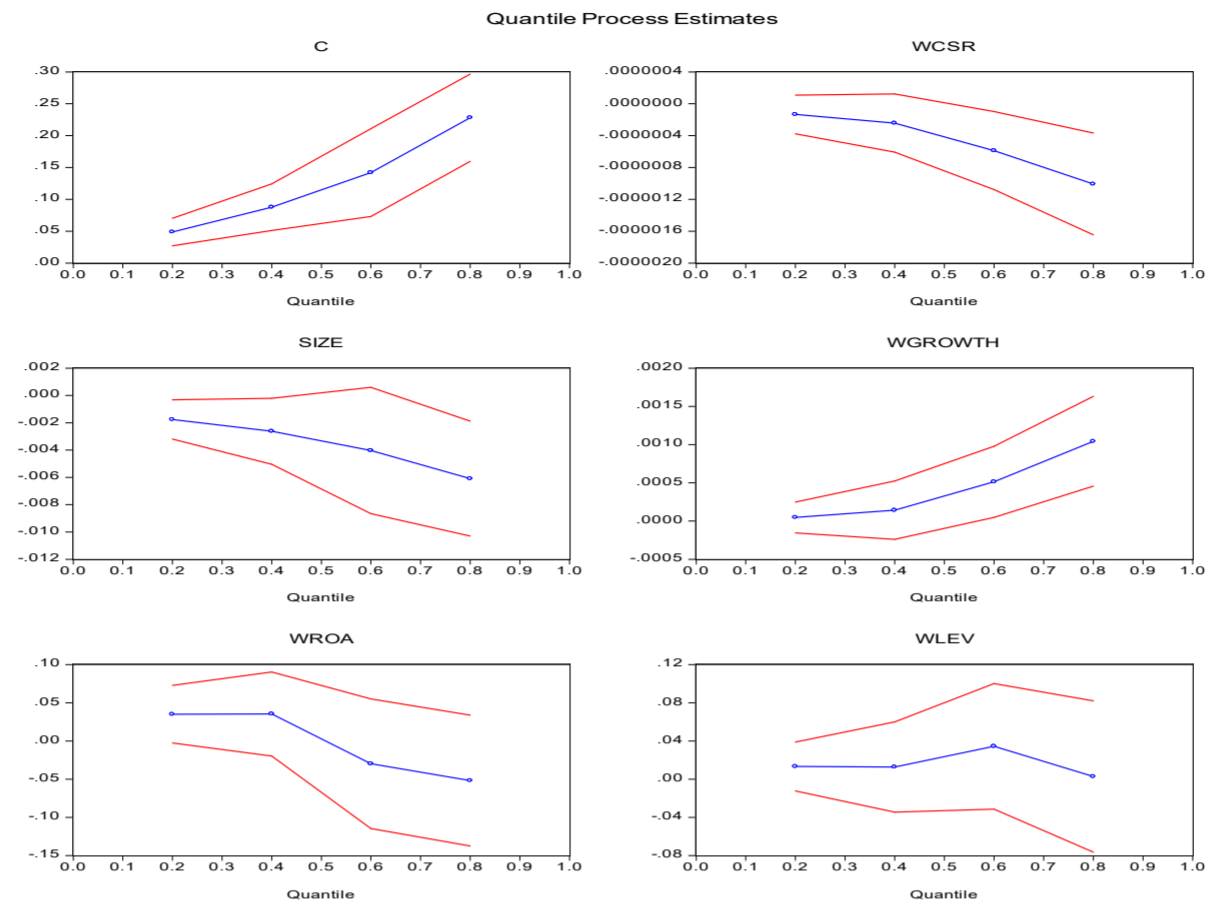 Quantile Process Estimates
C
.30
.25
.20
.15
.10
.05
.00
0.0 0.1 0.2 0.3 0.4 0.5 0.6 0.7 0.8 0.9 1.0
Quantile
WCSR
.0000004
.0000000
-.0000004
-.0000008
-.0000012
-.0000016
-.0000020
0.0 0.1 0.2 0.3 0.4 0.5 0.6 0.7 0.8 0.9 1.0
Quantile
SIZE
.002
.000
-.002
-.004
-.006
-.008
-.010
-.012
0.0 0.1 0.2 0.3 0.4 0.5 0.6 0.7 0.8 0.9 1.0
Quantile
WGROWTH
.0020
.0015
.0010
.0005
.0000
-.0005
0.0 0.1 0.2 0.3 0.4 0.5 0.6 0.7 0.8 0.9 1.0
Quantile
WROA
.10
.05
.00
-.05
-.10
-.15
0.0 0.1 0.2 0.3 0.4 0.5 0.6 0.7 0.8 0.9 1.0
Quantile
WLEV
.12
.08
.04
.00
-.04
-.08
0.0 0.1 0.2 0.3 0.4 0.5 0.6 0.7 0.8 0.9 1.0
Quantile